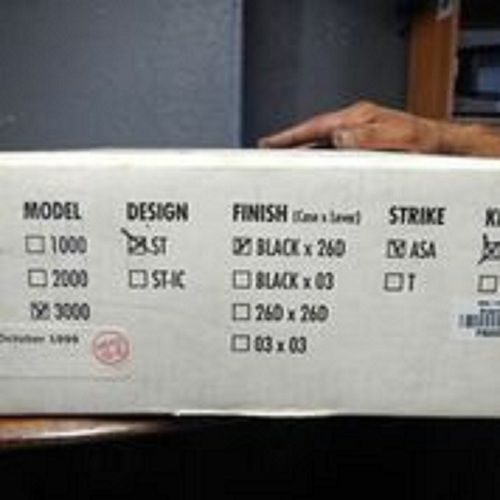 MODEL DESIGN FINISH (Case x Lever) STRIKE
1000 ST BLACK x 26D ASA
2000 ST-IC BLACK x 03 T
3000 26D x 26D
October 1999 03 x 03